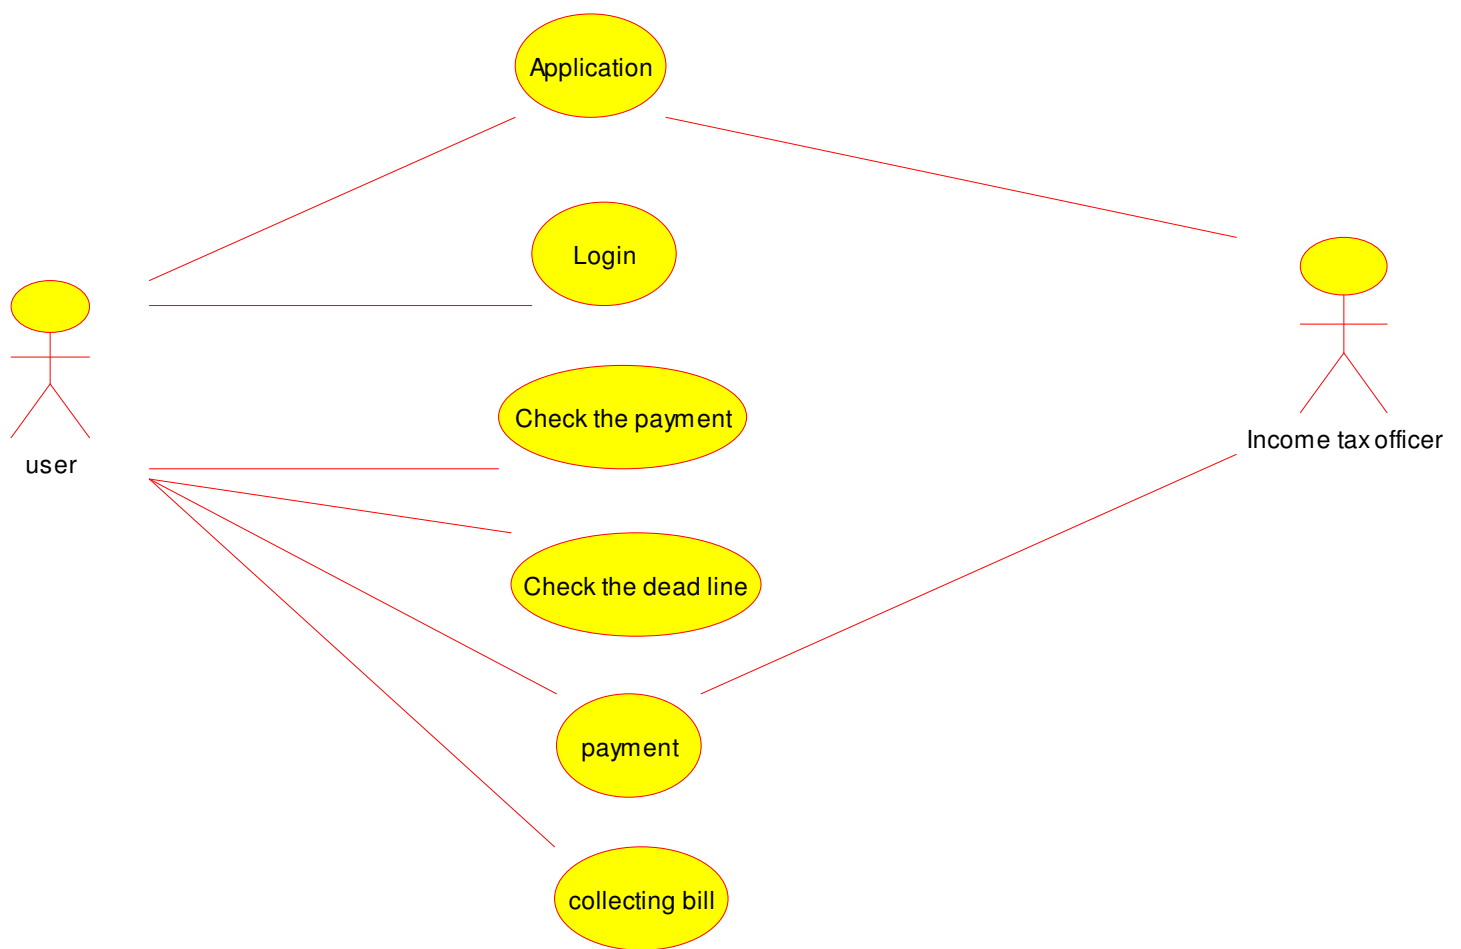 Application
Login
Check the payment
Income tax officer
user
Check the dead line
payment
collecting bill